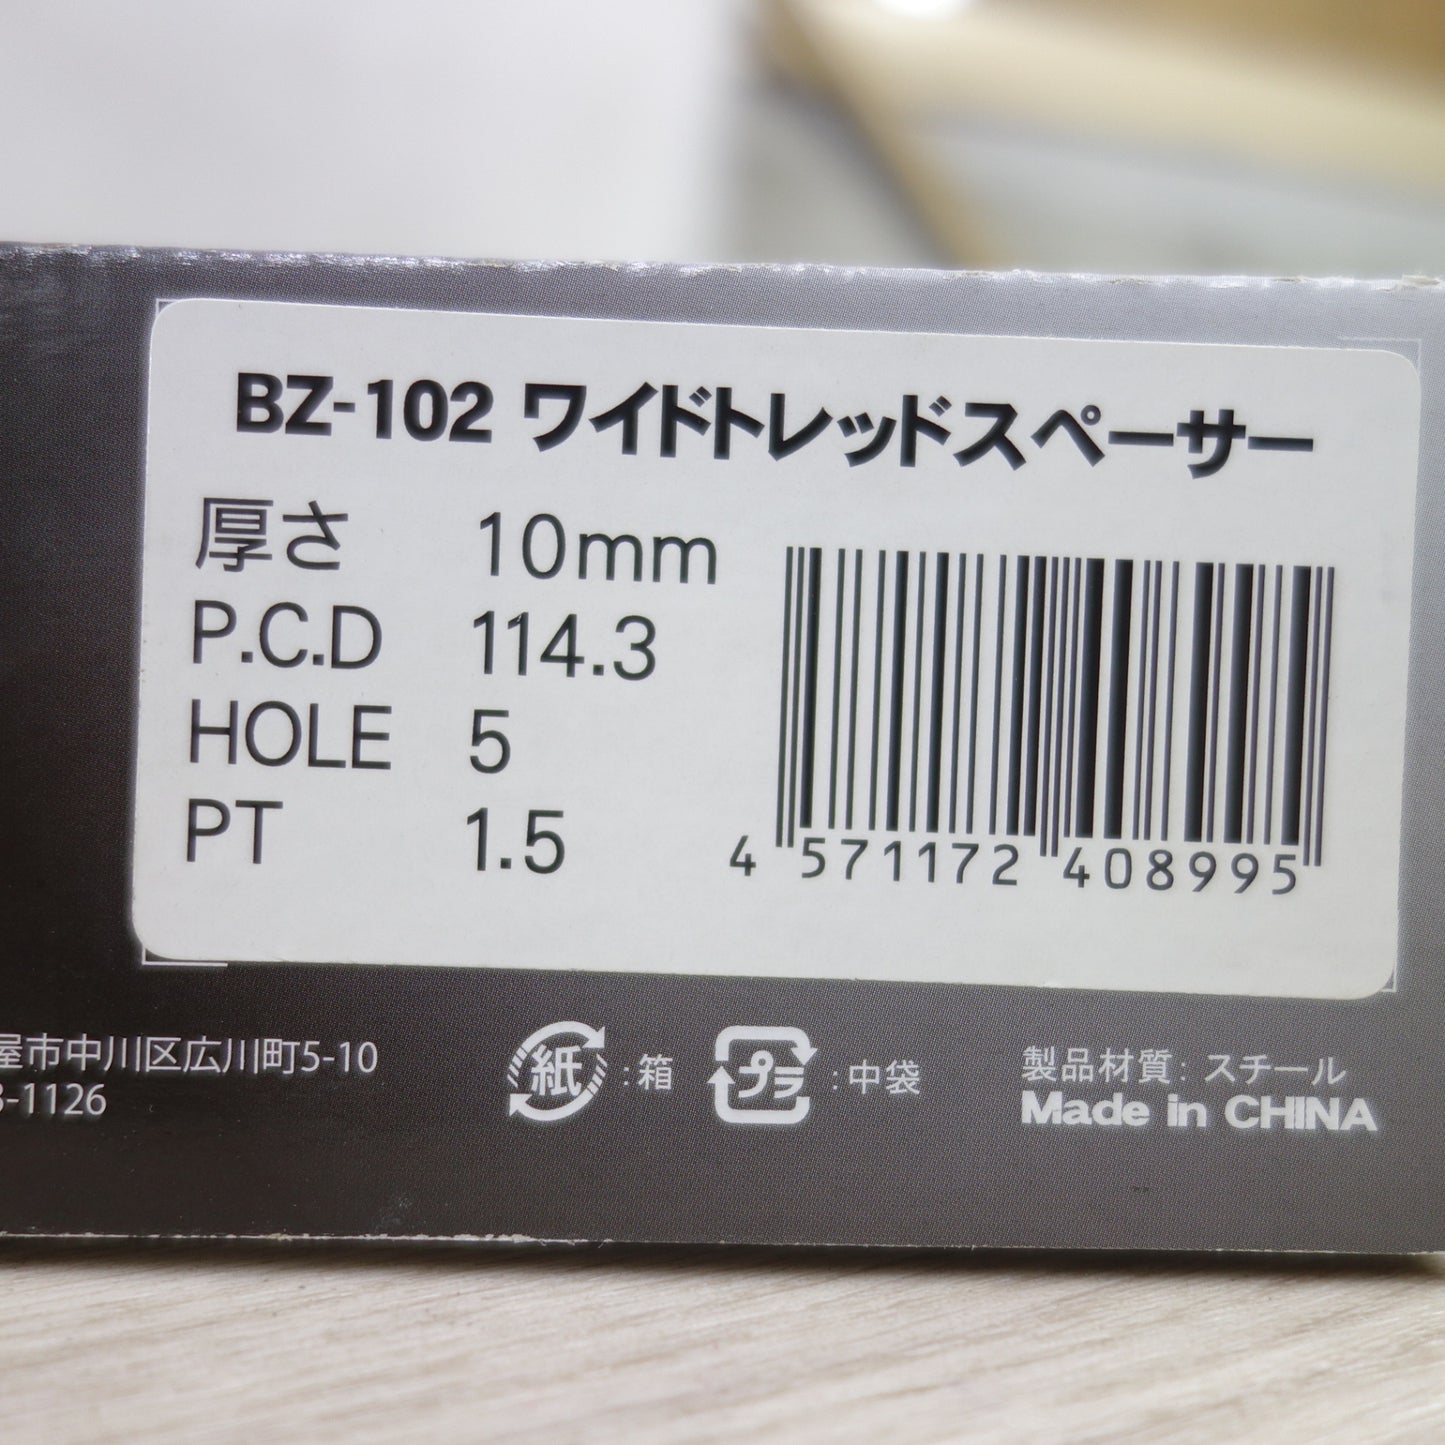 BZ-102 ワイドトレッドスペーサー
厚さ 10mm
P.C.D 114.3
HOLE 5
PT 1.5
4 571172 408995
屋市中川区広川町5-10
-1126
紙 :箱
プラ :中袋
製品材質: スチール
Made in CHINA